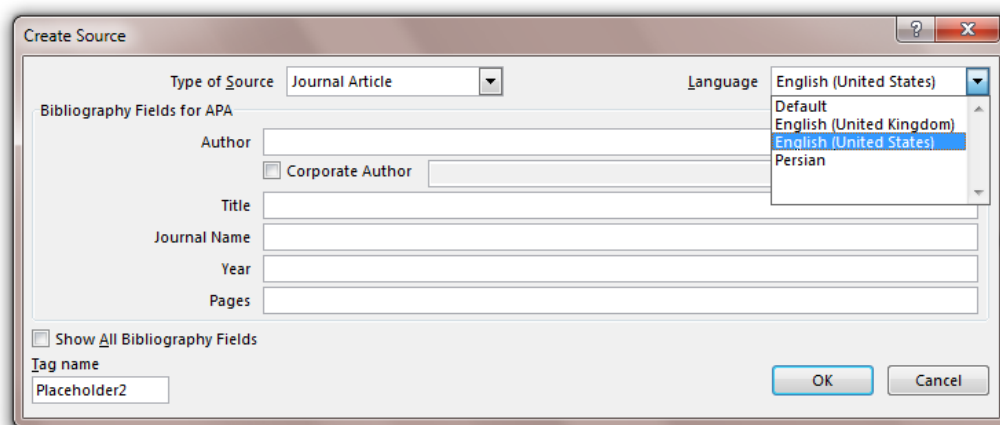 Create Source
Type of Source Journal Article Language English (United States)
Default
English (United Kingdom)
English (United States)
Persian
Bibliography Fields for APA
Author
Corporate Author
Title
Journal Name
Year
Pages
Show All Bibliography Fields
Tag name
Placeholder2
OK Cancel